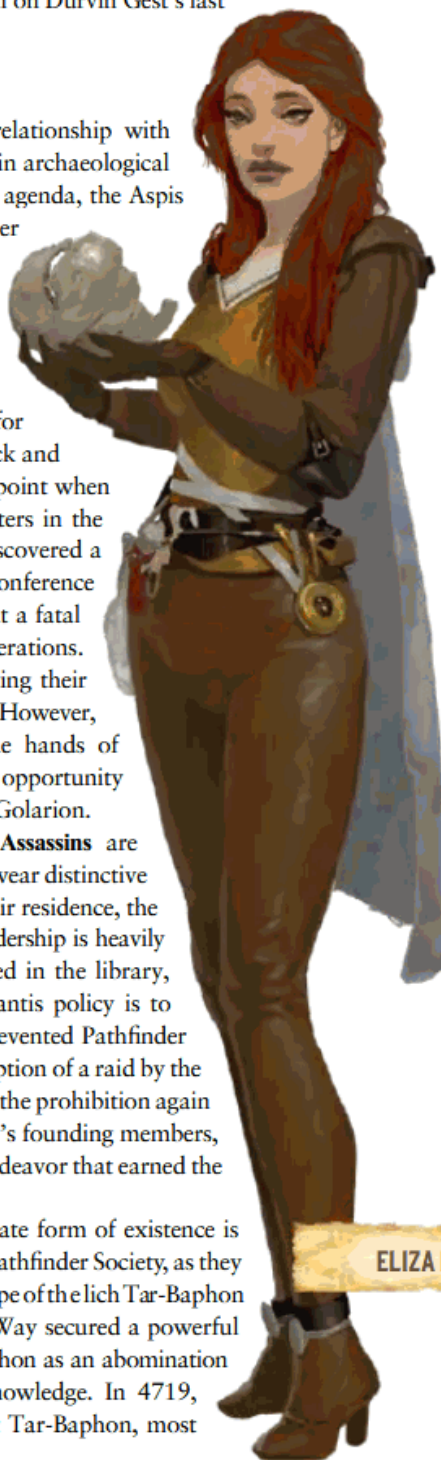 on Durvin Gest's last
relationship with
in archaeological
agenda, the Aspis
er
for
ck and
point when
ters in the
scovered a
onference
t a fatal
erations.
ing their
However,
e hands of
opportunity
Golarion.
Assassins are
wear distinctive
ir residence, the
dership is heavily
ed in the library,
antis policy is to
evented Pathfinder
ption of a raid by the
the prohibition again
's founding members,
deavor that earned the
ate form of existence is
athfinder Society, as they
pe of the lich Tar-Baphon
Way secured a powerful
hon as an abomination
nowledge. In 4719,
Tar-Baphon, most
ELIZA